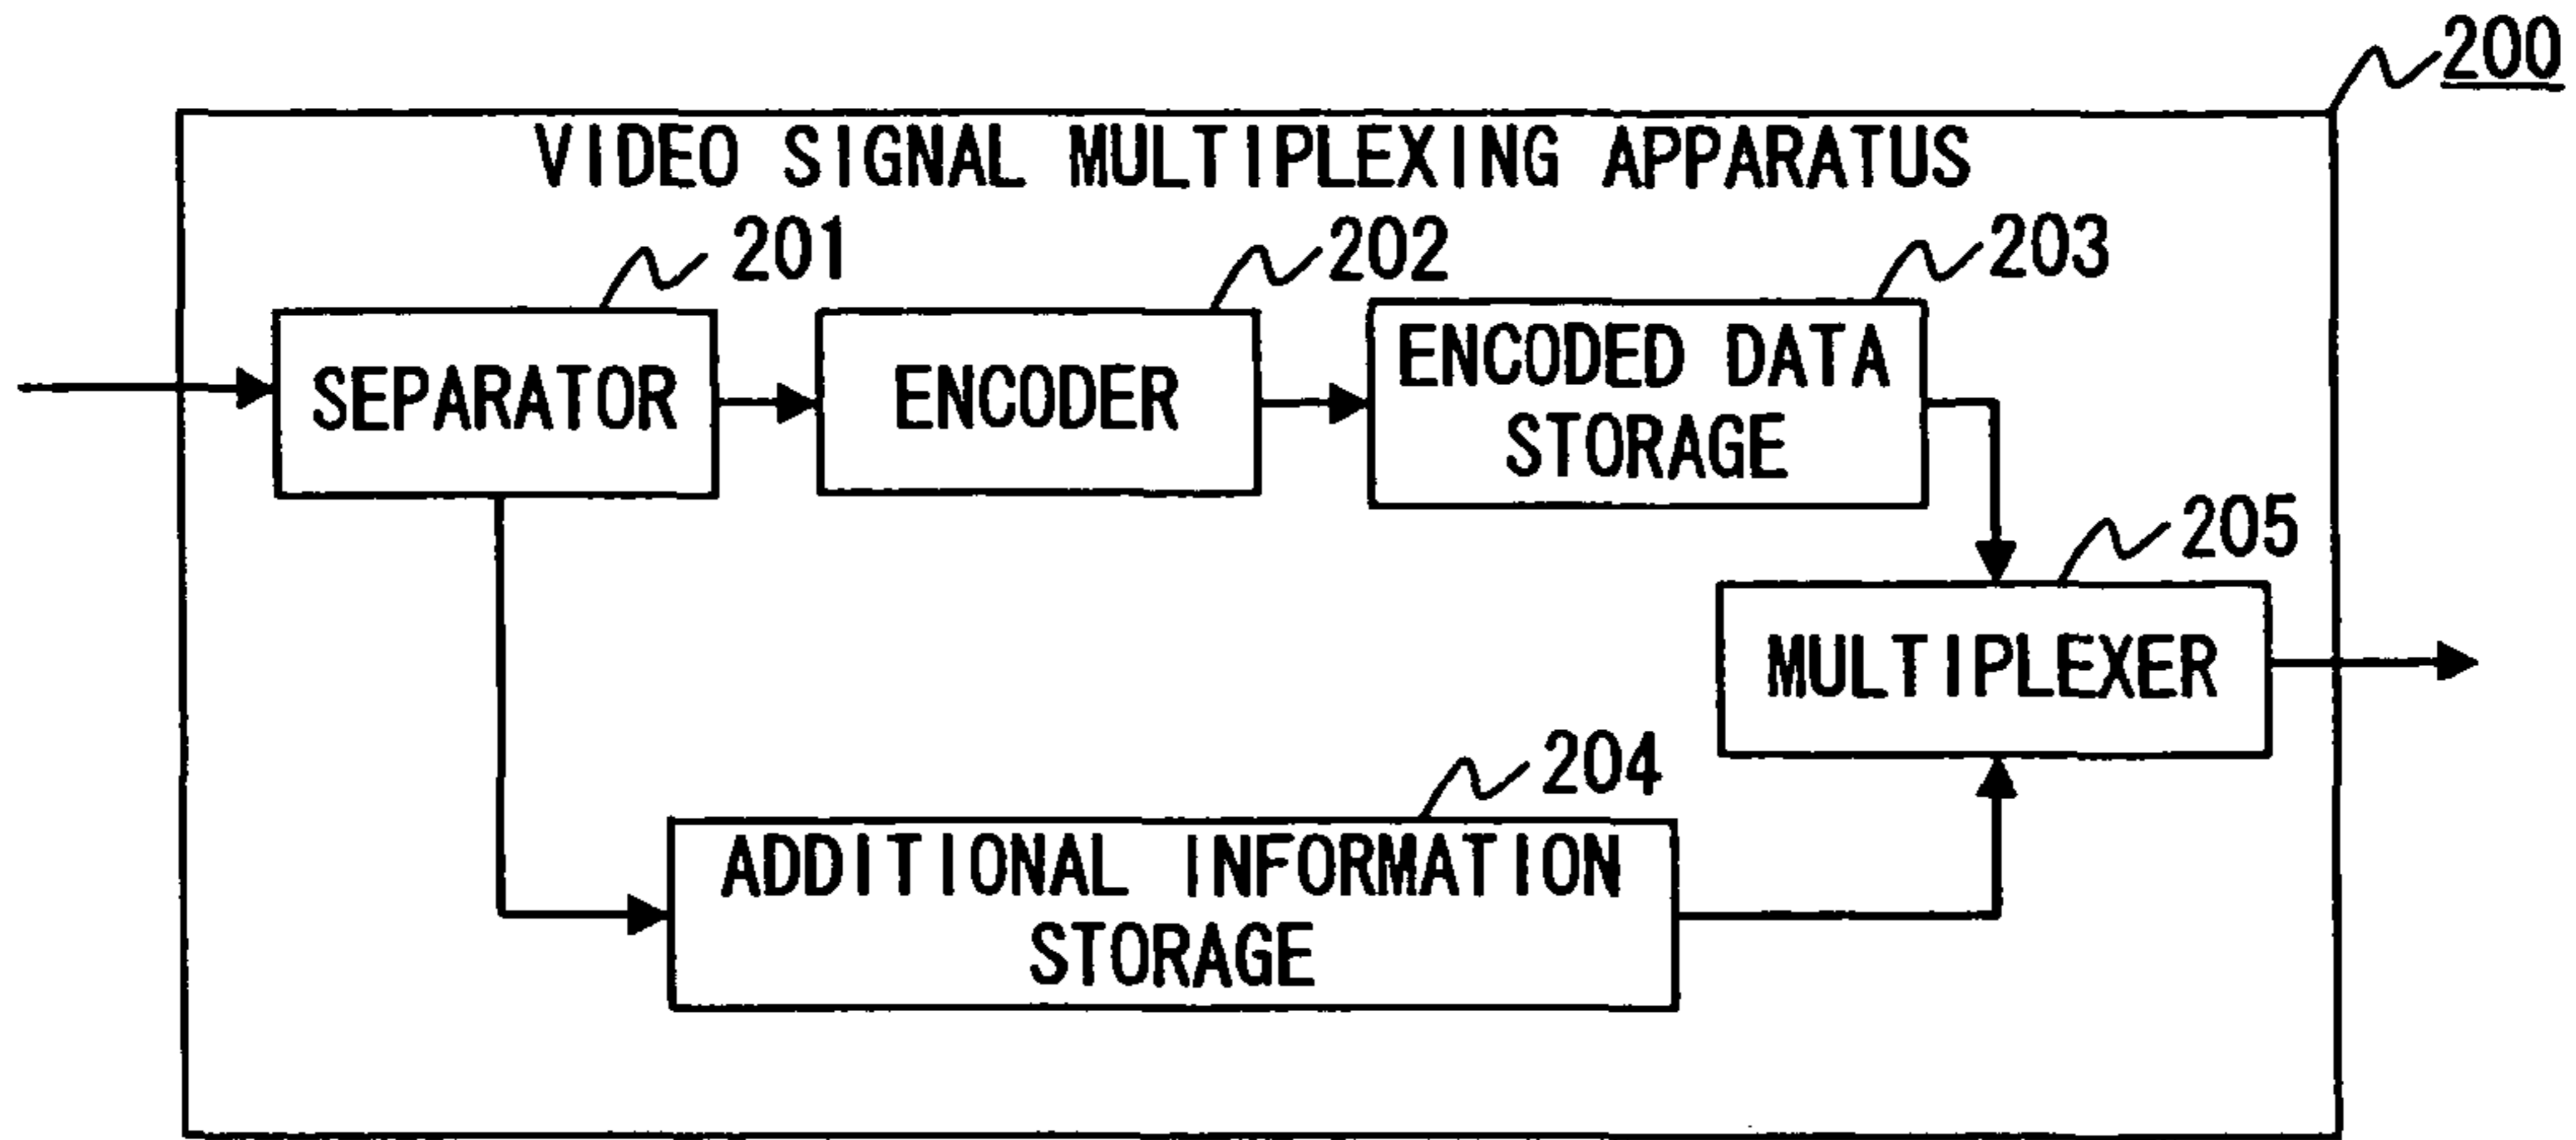 200
VIDEO SIGNAL MULTIPLEXING APPARATUS
201
202
203
SEPARATOR
ENCODER
ENCODED DATA
STORAGE
205
MULTIPLEXER
204
ADDITIONAL INFORMATION
STORAGE